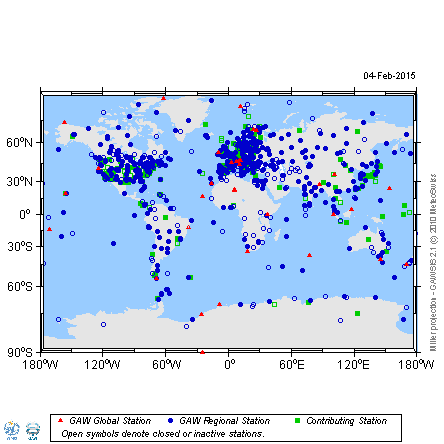 04-Feb-2015
60°N
30°N
0°
30°S
60°S
90°S
180°W
120°W
60°W
0°
60°E
120°E
180°W
Miller projection - GAWSIS 2.1, (C) 2010 MeteoSwiss
GAW Global Station GAW Regional Station Contributing Station
Open symbols denote closed or inactive stations.